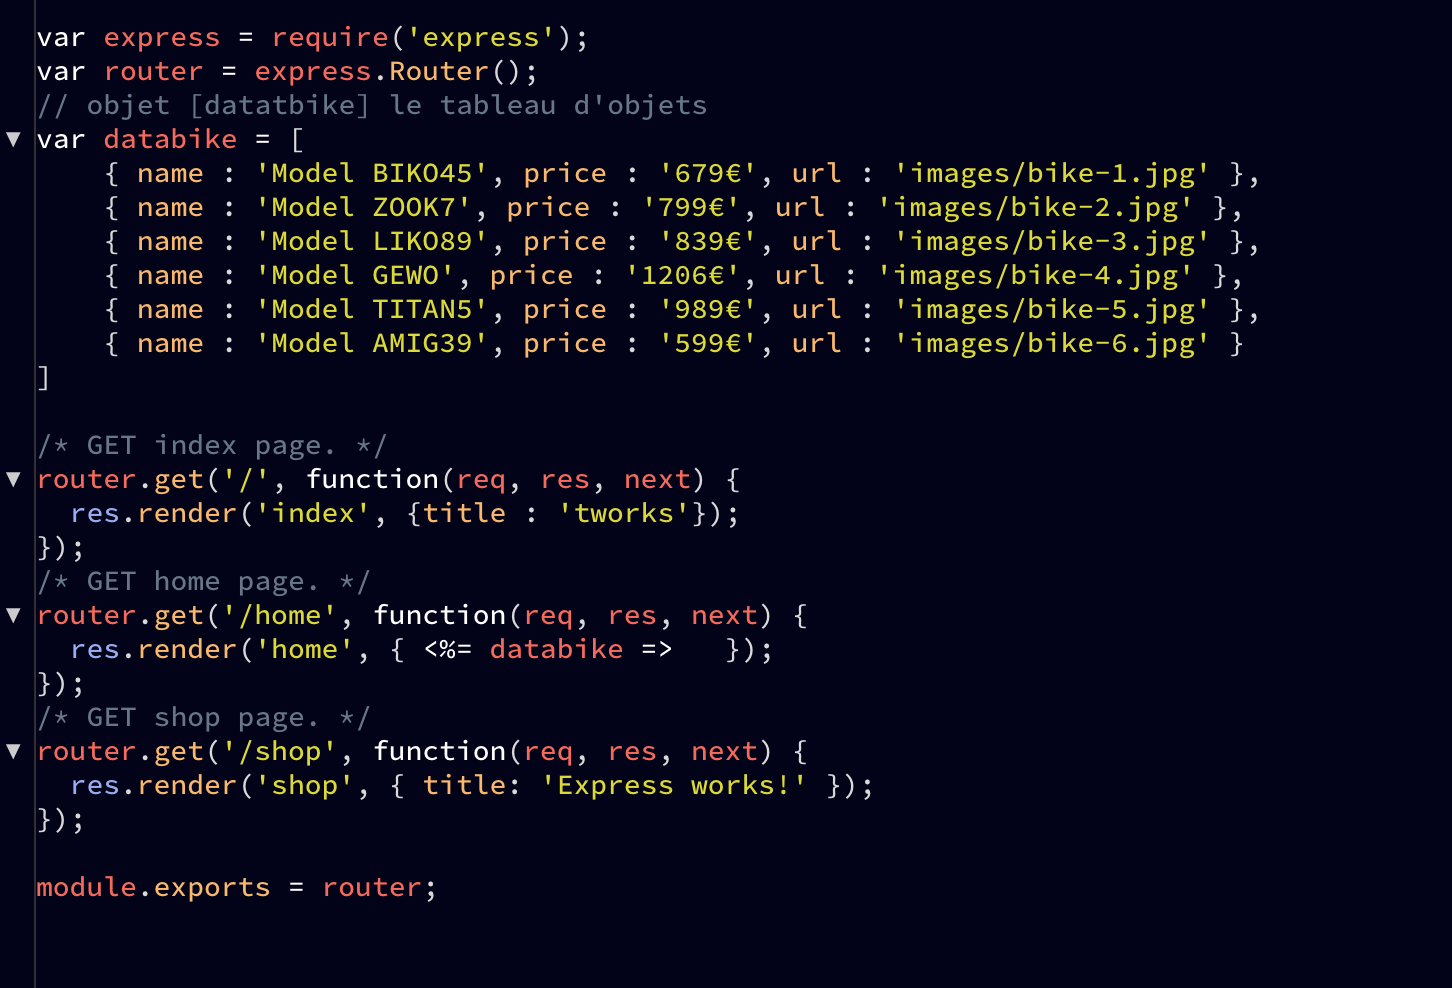 var express = require('express');
var router = express.Router();
// objet [datatbike] le tableau d'objets
var databike = [
    { name : 'Model BIKO45', price : '679€', url : 'images/bike-1.jpg' },
    { name : 'Model ZOOK7', price : '799€', url : 'images/bike-2.jpg' },
    { name : 'Model LIKO89', price : '839€', url : 'images/bike-3.jpg' },
    { name : 'Model GEWO', price : '1206€', url : 'images/bike-4.jpg' },
    { name : 'Model TITAN5', price : '989€', url : 'images/bike-5.jpg' },
    { name : 'Model AMIG39', price : '599€', url : 'images/bike-6.jpg' }
]

/* GET index page. */
router.get('/', function(req, res, next) {
  res.render('index', {title : 'tworks'});
});
/* GET home page. */
router.get('/home', function(req, res, next) {
  res.render('home', { <%= databike =>   });
});
/* GET shop page. */
router.get('/shop', function(req, res, next) {
  res.render('shop', { title: 'Express works!' });
});

module.exports = router;